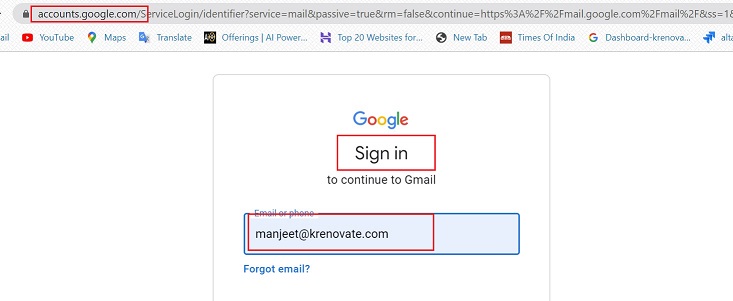 accounts.google.com/ServiceLogin/identifier?service=mail&passive=true&rm=false&continue=https%3A%2F%2Fmail.google.com%2Fmail%2F&ss=1&
ail YouTube Maps Translate Offerings | AI Power... Top 20 Websites for... New Tab Times Of India Dashboard-krenova... alta
Google
Sign in
to continue to Gmail
Email or phone
manjeet@krenovate.com
Forgot email?